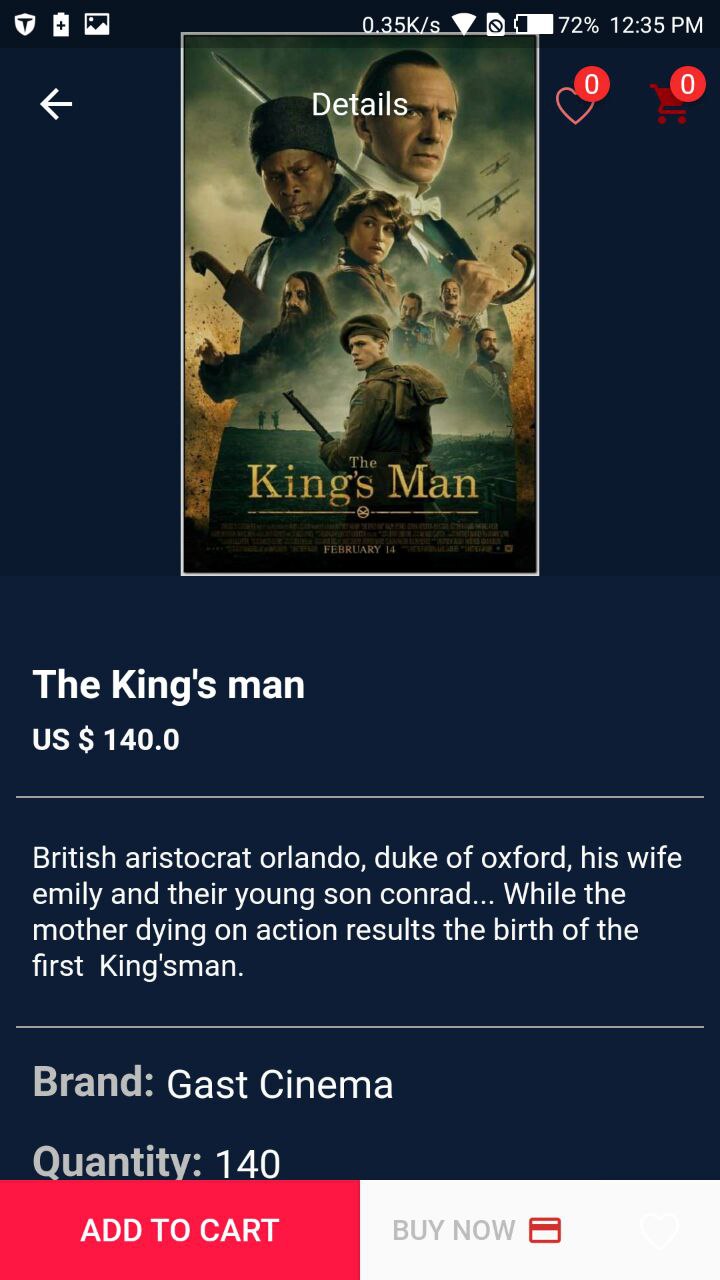 0.35K/s 72% 12:35 PM
Details
0
0
The
King's Man
FEBRUARY 14
The King's man
US $ 140.0
British aristocrat orlando, duke of oxford, his wife
emily and their young son conrad... While the
mother dying on action results the birth of the
first  King'sman.
Brand: Gast Cinema
Quantity: 140
ADD TO CART
BUY NOW